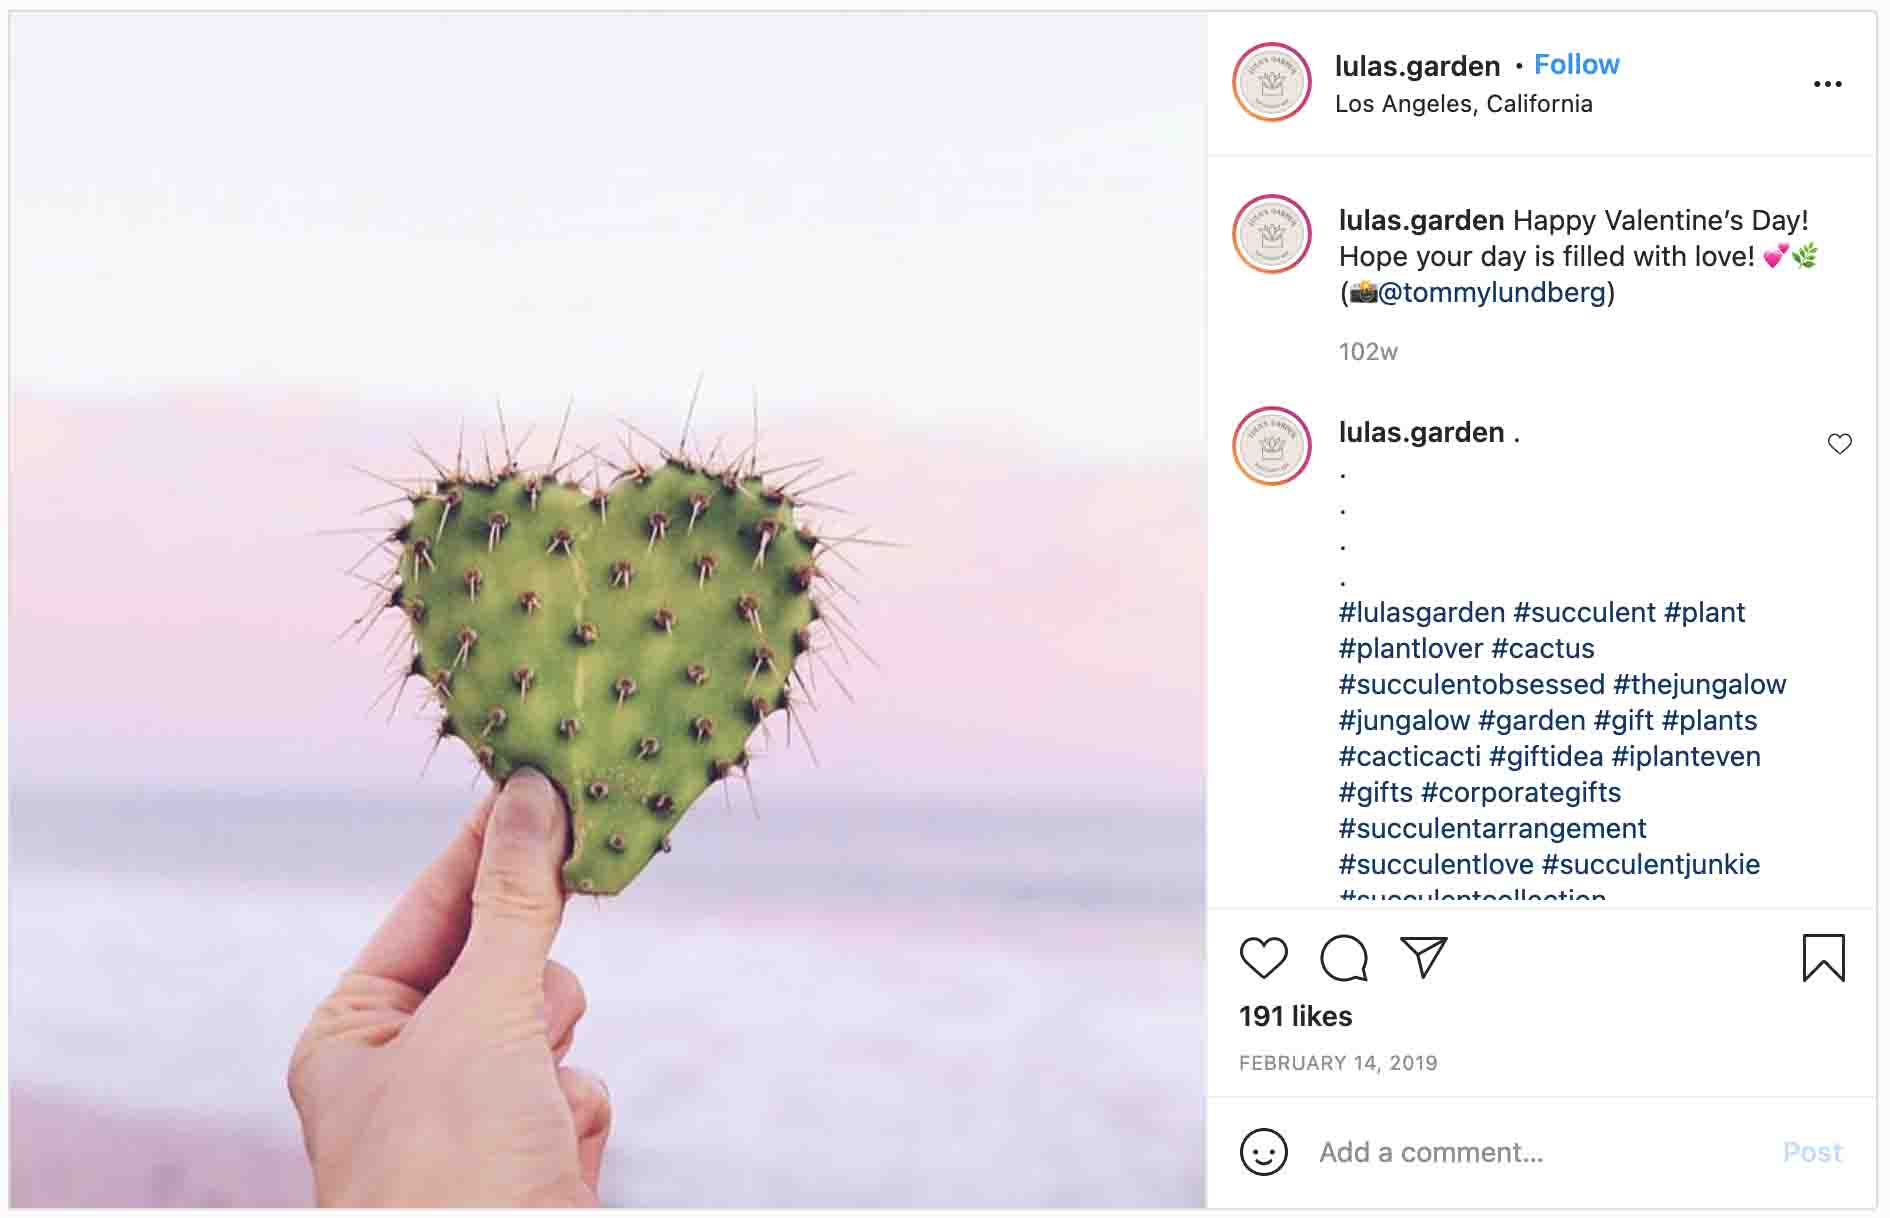 lulas.garden • Follow
Los Angeles, California
lulas.garden Happy Valentine’s Day!
Hope your day is filled with love! 💕🌿
(📸@tommylundberg)
102w
lulas.garden .
.
.
.
.
#lulasgarden #succulent #plant
#plantlover #cactus
#succulentobsessed #thejungalow
#jungalow #garden #gift #plants
#cacticacti #giftidea #iplanteven
#gifts #corporategifts
#succulentarrangement
#succulentlove #succulentjunkie
#succulentcollection
191 likes
FEBRUARY 14, 2019
Add a comment...
Post